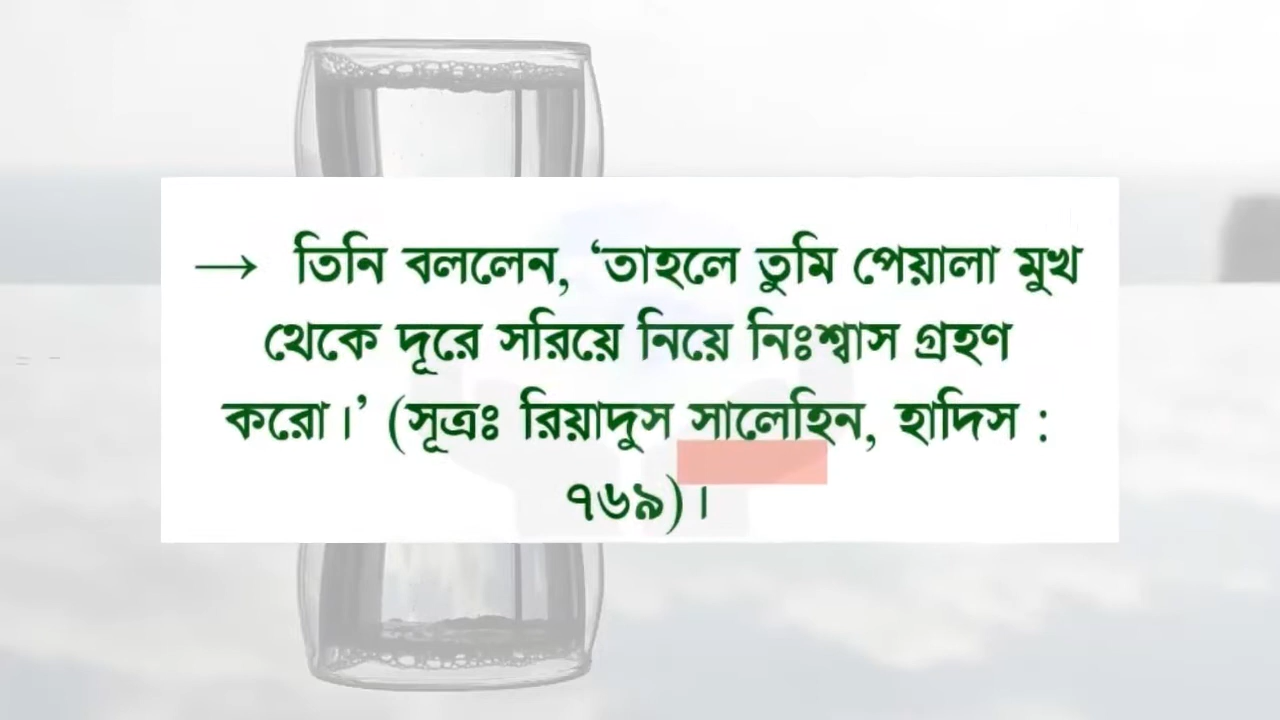 → তিনি বললেন, ‘তাহলে তুমি পেয়ালা মুখ
থেকে দূরে সরিয়ে নিয়ে নিঃশ্বাস গ্রহণ
করো।’ (সূত্রঃ রিয়াদুস সালেহিন, হাদিস :
৭৬৯)।